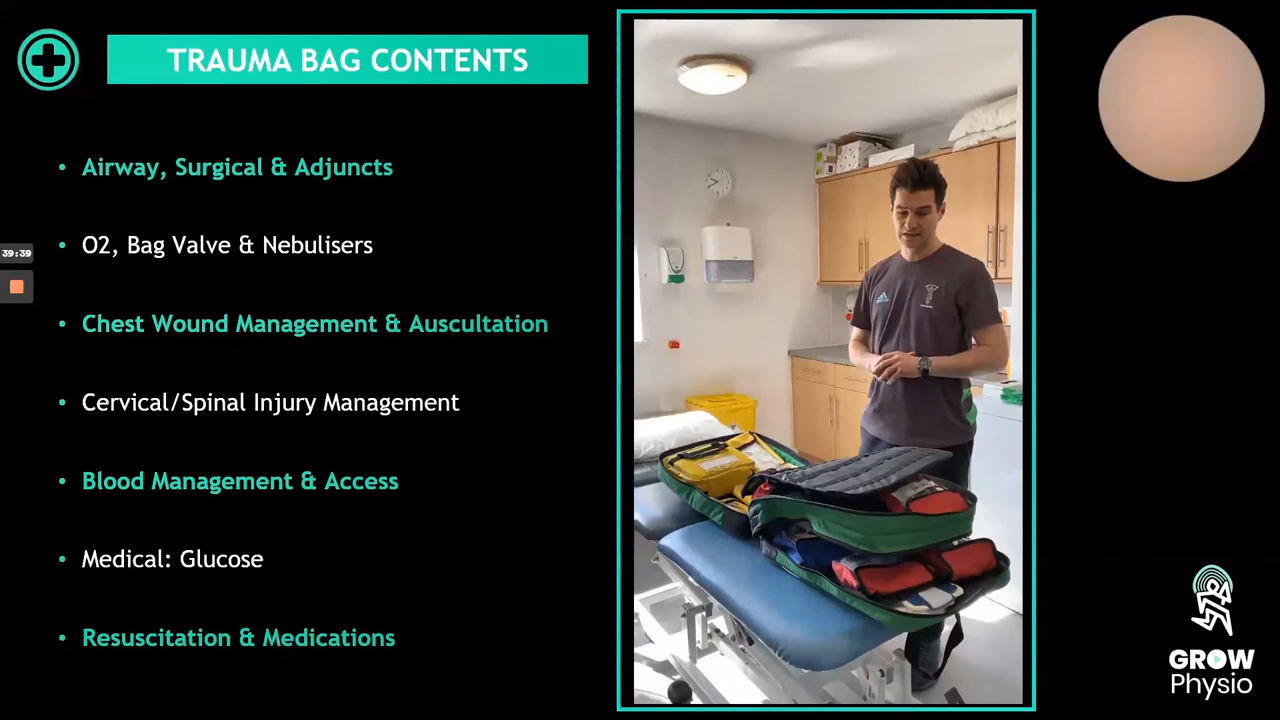 TRAUMA BAG CONTENTS
• Airway, Surgical & Adjuncts
• O2, Bag Valve & Nebulisers
39:39
• Chest Wound Management & Auscultation
• Cervical/Spinal Injury Management
• Blood Management & Access
• Medical: Glucose
• Resuscitation & Medications
GROW
Physio